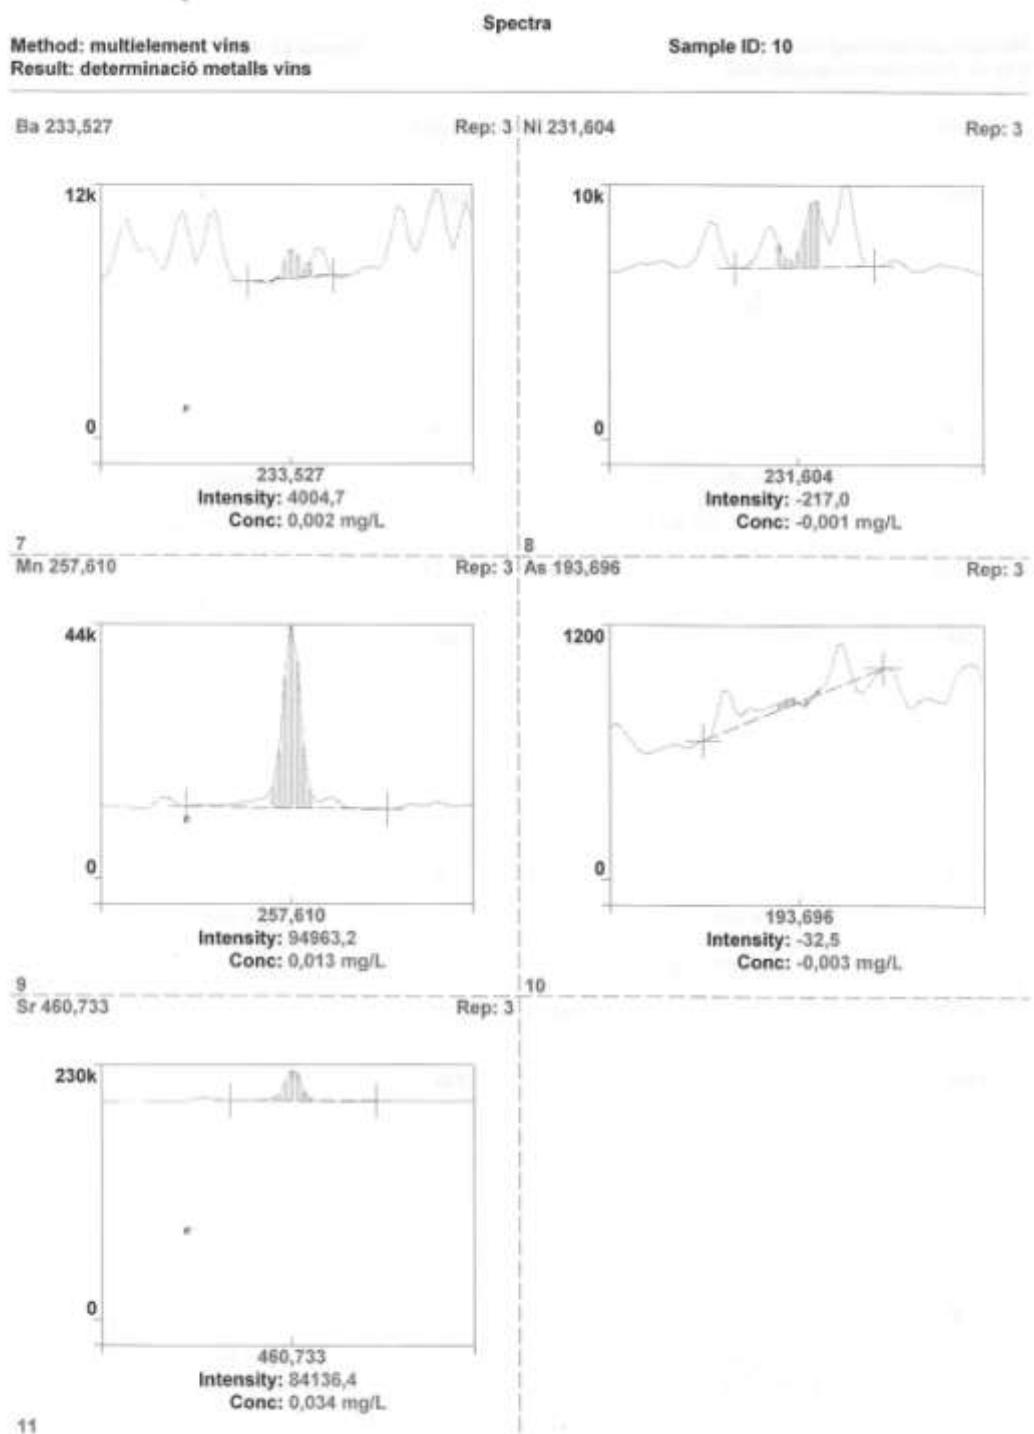 Spectra
Method: multielement vins
Sample ID: 10
Result: determinació metalls vins
Ba 233,527 Rep: 3
12k
0
233,527
Intensity: 4004,7
Conc: 0,002 mg/L
7
Ni 231,604 Rep: 3
10k
0
231,604
Intensity: -217,0
Conc: -0,001 mg/L
8
Mn 257,610 Rep: 3
44k
0
257,610
Intensity: 94963,2
Conc: 0,013 mg/L
9
As 193,696 Rep: 3
1200
0
193,696
Intensity: -32,5
Conc: -0,003 mg/L
10
Sr 460,733 Rep: 3
230k
0
460,733
Intensity: 84136,4
Conc: 0,034 mg/L
11